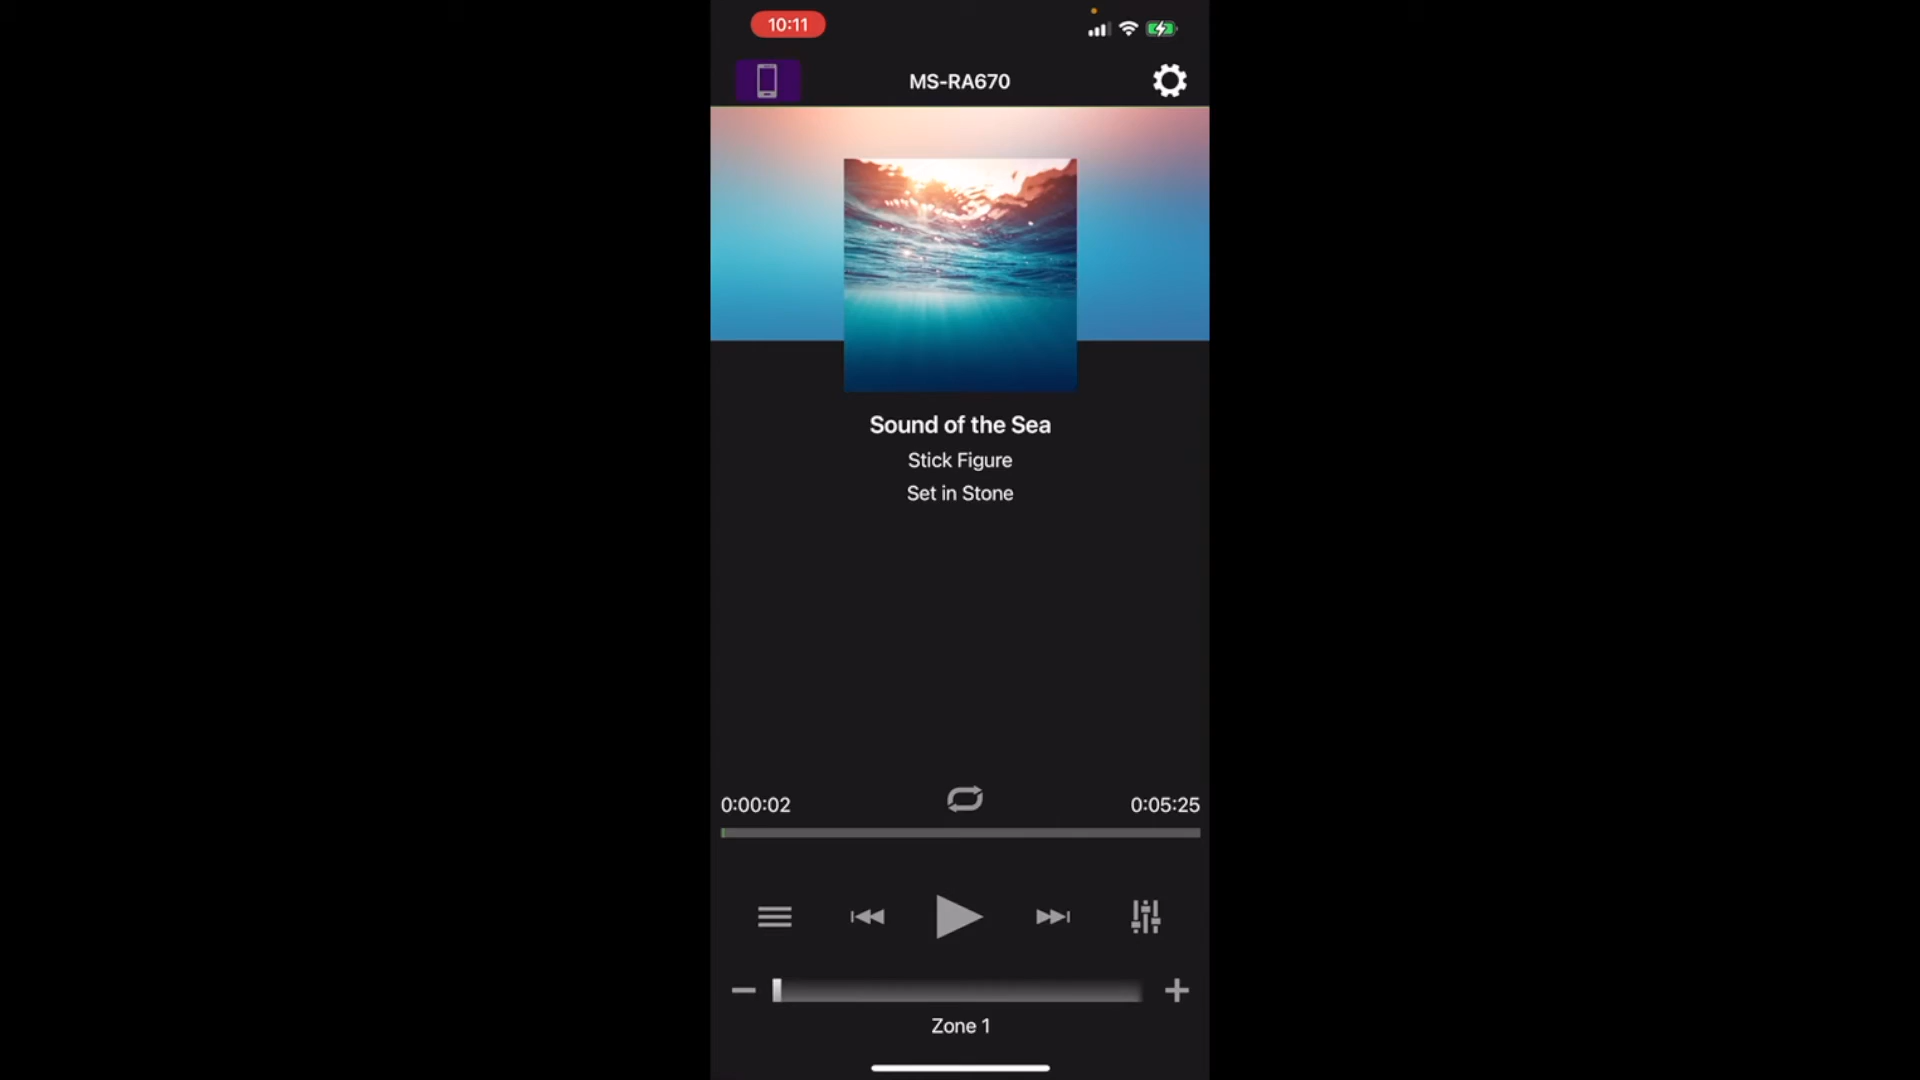 10:11
MS-RA670
Sound of the Sea
Stick Figure
Set in Stone
0:00:02
0:05:25
Zone 1